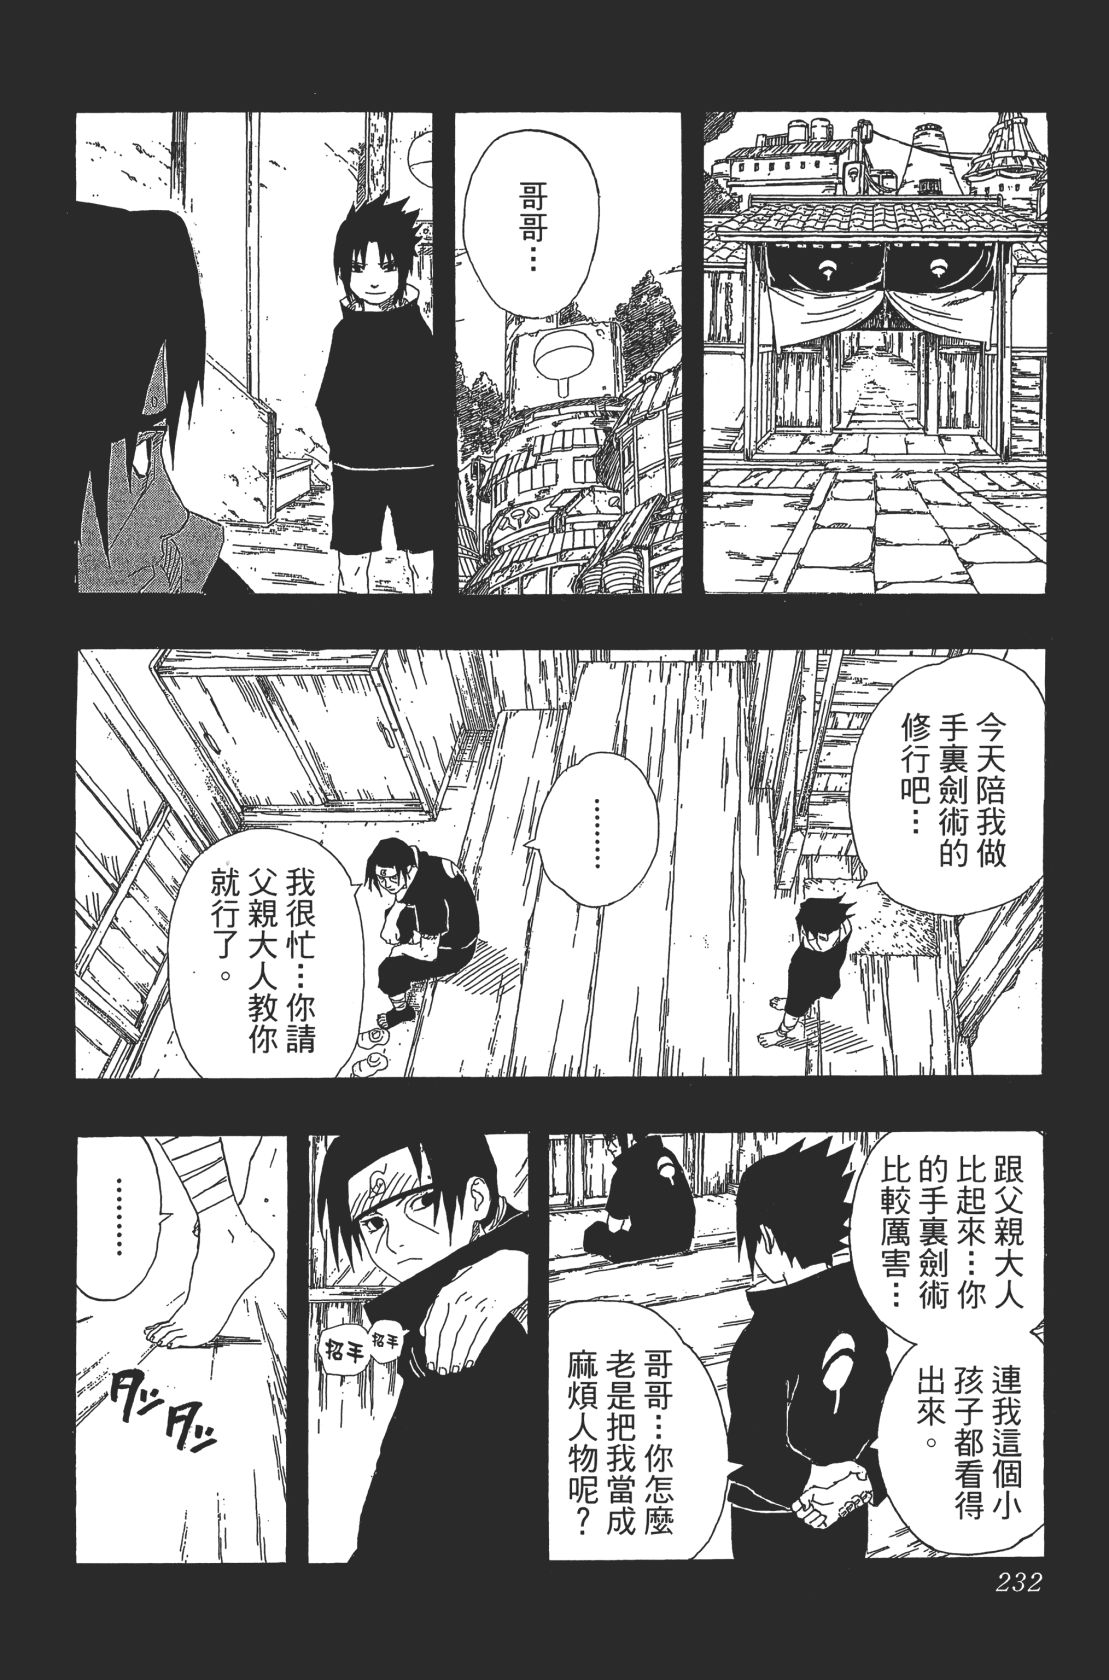 哥哥…
今天陪我做
手裏劍術的
修行吧…
………
我很忙…你請
父親大人教你
就行了。
跟父親大人
比起來…你
的手裏劍術
比較厲害…
連我這個小
孩子都看得
出來。
哥哥…你怎麼
老是把我當成
麻煩人物呢？
招手
招手
………
タッ
タッ
232